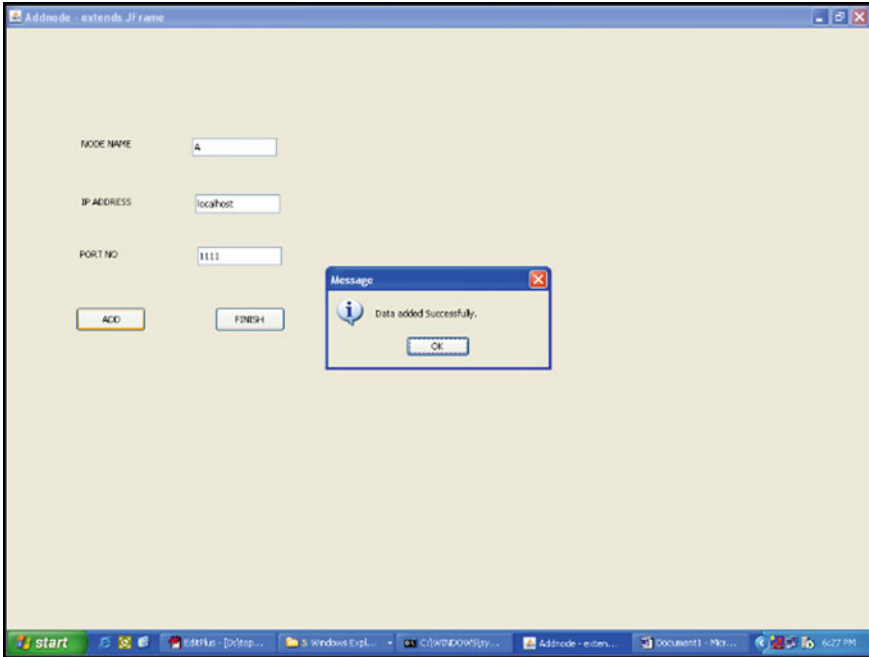 Addnode - extends JFrame
NODE NAME
A
IP ADDRESS
localhost
PORT NO
1111
Message
Data added Successfully.
OK
ADD
FINISH
start
EditPlus - [D:\top...
5 Windows Expl...
C:\WINDOWS\sy...
Addnode - exten...
Document1 - Micr...
6:27 PM